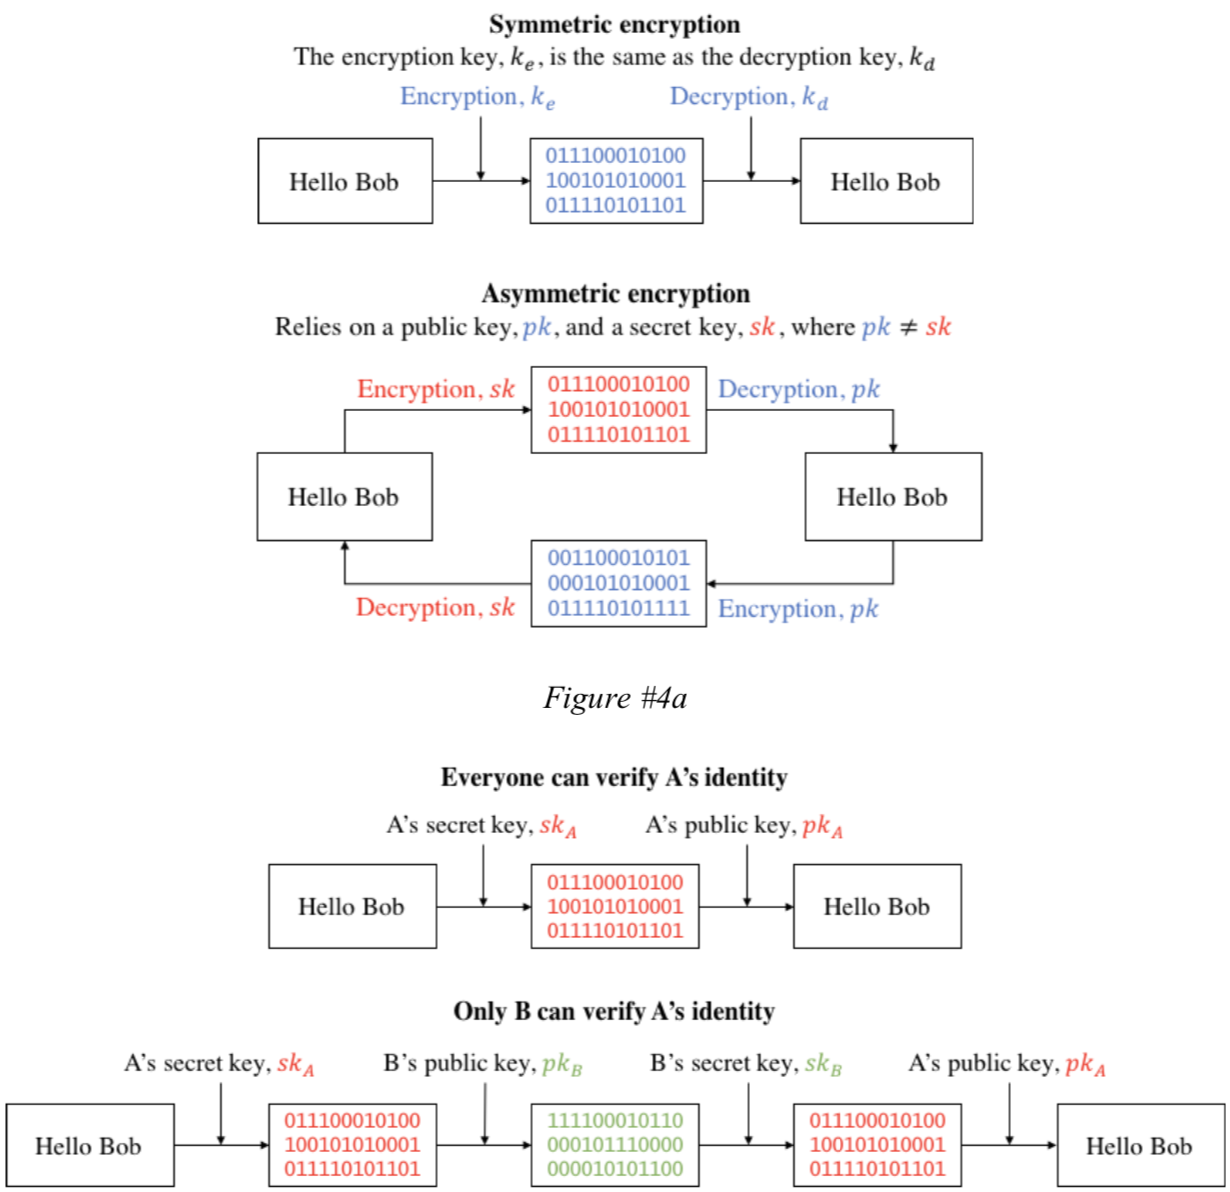 Symmetric encryption
The encryption key, kₑ, is the same as the decryption key, k_d
Encryption, kₑ Decryption, k_d
Hello Bob
011100010100
100101010001
011110101101
Hello Bob
Asymmetric encryption
Relies on a public key, pk, and a secret key, sk, where pk ≠ sk
Encryption, sk
011100010100
100101010001
011110101101
Decryption, pk
Hello Bob
Hello Bob
Decryption, sk
001100010101
000101010001
011110101111
Encryption, pk
Figure #4a
Everyone can verify A's identity
A's secret key, sk_A A's public key, pk_A
Hello Bob
011100010100
100101010001
011110101101
Hello Bob
Only B can verify A's identity
A's secret key, sk_A B's public key, pk_B B's secret key, sk_B A's public key, pk_A
Hello Bob
011100010100
100101010001
011110101101
111100010110
000101110000
000010101100
011100010100
100101010001
011110101101
Hello Bob